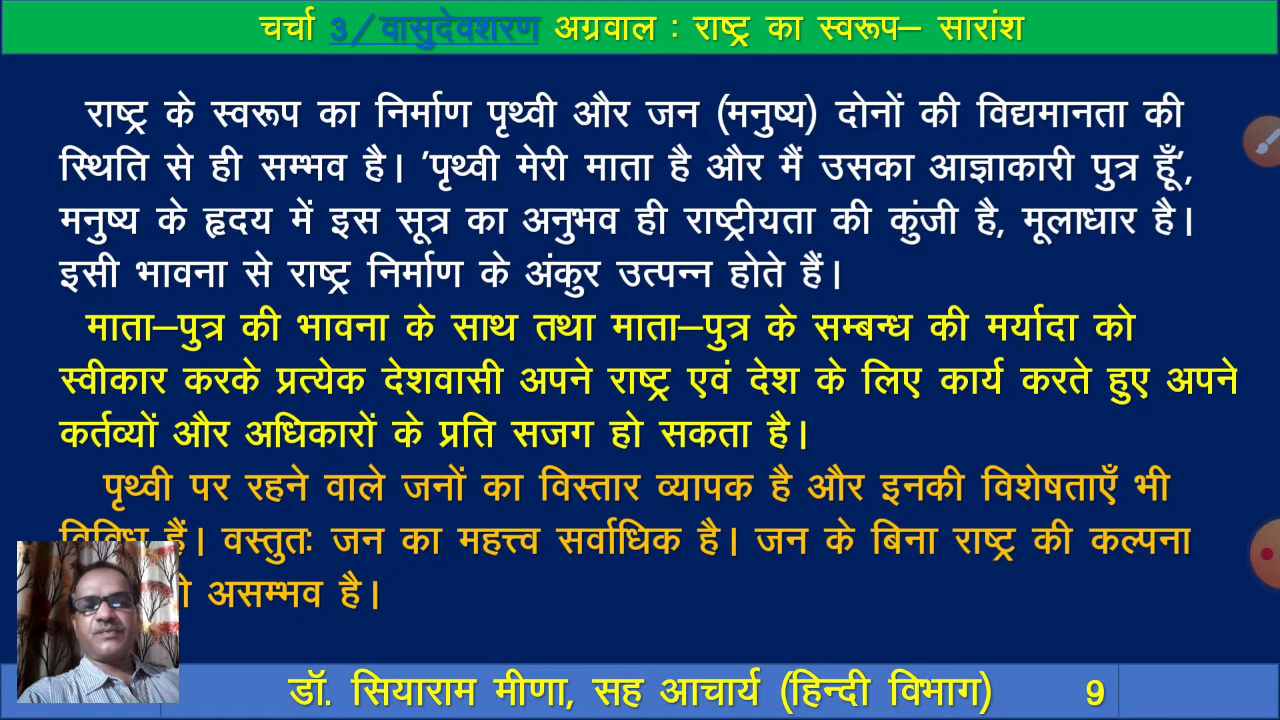 चर्चा 3/वासुदेवशरण अग्रवाल : राष्ट्र का स्वरूप– सारांश
राष्ट्र के स्वरूप का निर्माण पृथ्वी और जन (मनुष्य) दोनों की विद्यमानता की
स्थिति से ही सम्भव है। 'पृथ्वी मेरी माता है और मैं उसका आज्ञाकारी पुत्र हूँ',
मनुष्य के हृदय में इस सूत्र का अनुभव ही राष्ट्रीयता की कुंजी है, मूलाधार है।
इसी भावना से राष्ट्र निर्माण के अंकुर उत्पन्न होते हैं।
माता–पुत्र की भावना के साथ तथा माता–पुत्र के सम्बन्ध की मर्यादा को
स्वीकार करके प्रत्येक देशवासी अपने राष्ट्र एवं देश के लिए कार्य करते हुए अपने
कर्तव्यों और अधिकारों के प्रति सजग हो सकता है।
पृथ्वी पर रहने वाले जनों का विस्तार व्यापक है और इनकी विशेषताएँ भी
विविध हैं। वस्तुतः जन का महत्त्व सर्वाधिक है। जन के बिना राष्ट्र की कल्पना
असम्भव है।
डॉ. सियाराम मीणा, सह आचार्य (हिन्दी विभाग) 9